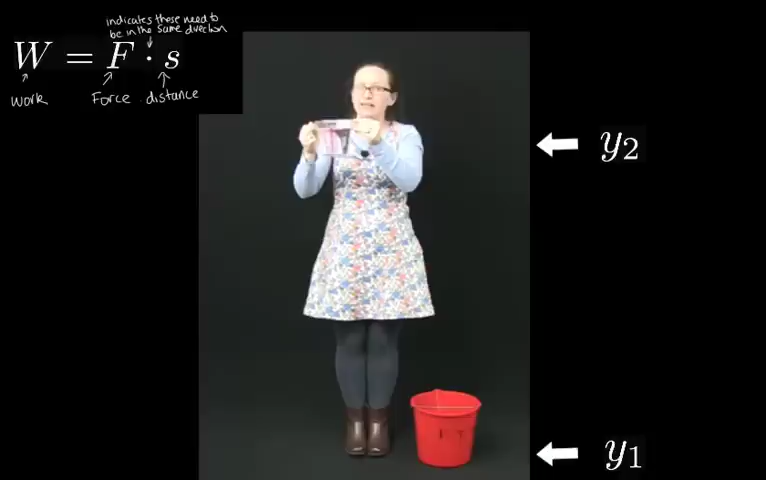 indicates these need to
be in the same direction
W = F · s
work Force distance
y₂
y₁